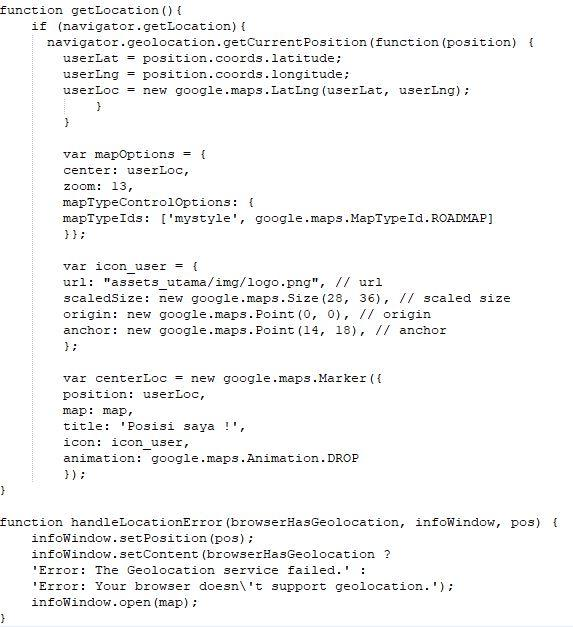 function getLocation(){
if (navigator.getLocation){
navigator.geolocation.getCurrentPosition(function(position) {
userLat = position.coords.latitude;
userLng = position.coords.longitude;
userLoc = new google.maps.LatLng(userLat, userLng);
}
}
var mapOptions = {
center: userLoc,
zoom: 13,
mapTypeControlOptions: {
mapTypeIds: ['mystyle', google.maps.MapTypeId.ROADMAP]
}};
var icon_user = {
url: "assets_utama/img/logo.png", // url
scaledSize: new google.maps.Size(28, 36), // scaled size
origin: new google.maps.Point(0, 0), // origin
anchor: new google.maps.Point(14, 18), // anchor
};
var centerLoc = new google.maps.Marker({
position: userLoc,
map: map,
title: 'Posisi saya !',
icon: icon_user,
animation: google.maps.Animation.DROP
});
}
function handleLocationError(browserHasGeolocation, infoWindow, pos) {
infoWindow.setPosition(pos);
infoWindow.setContent(browserHasGeolocation ?
'Error: The Geolocation service failed.' :
'Error: Your browser doesn\'t support geolocation.');
infoWindow.open(map);
}